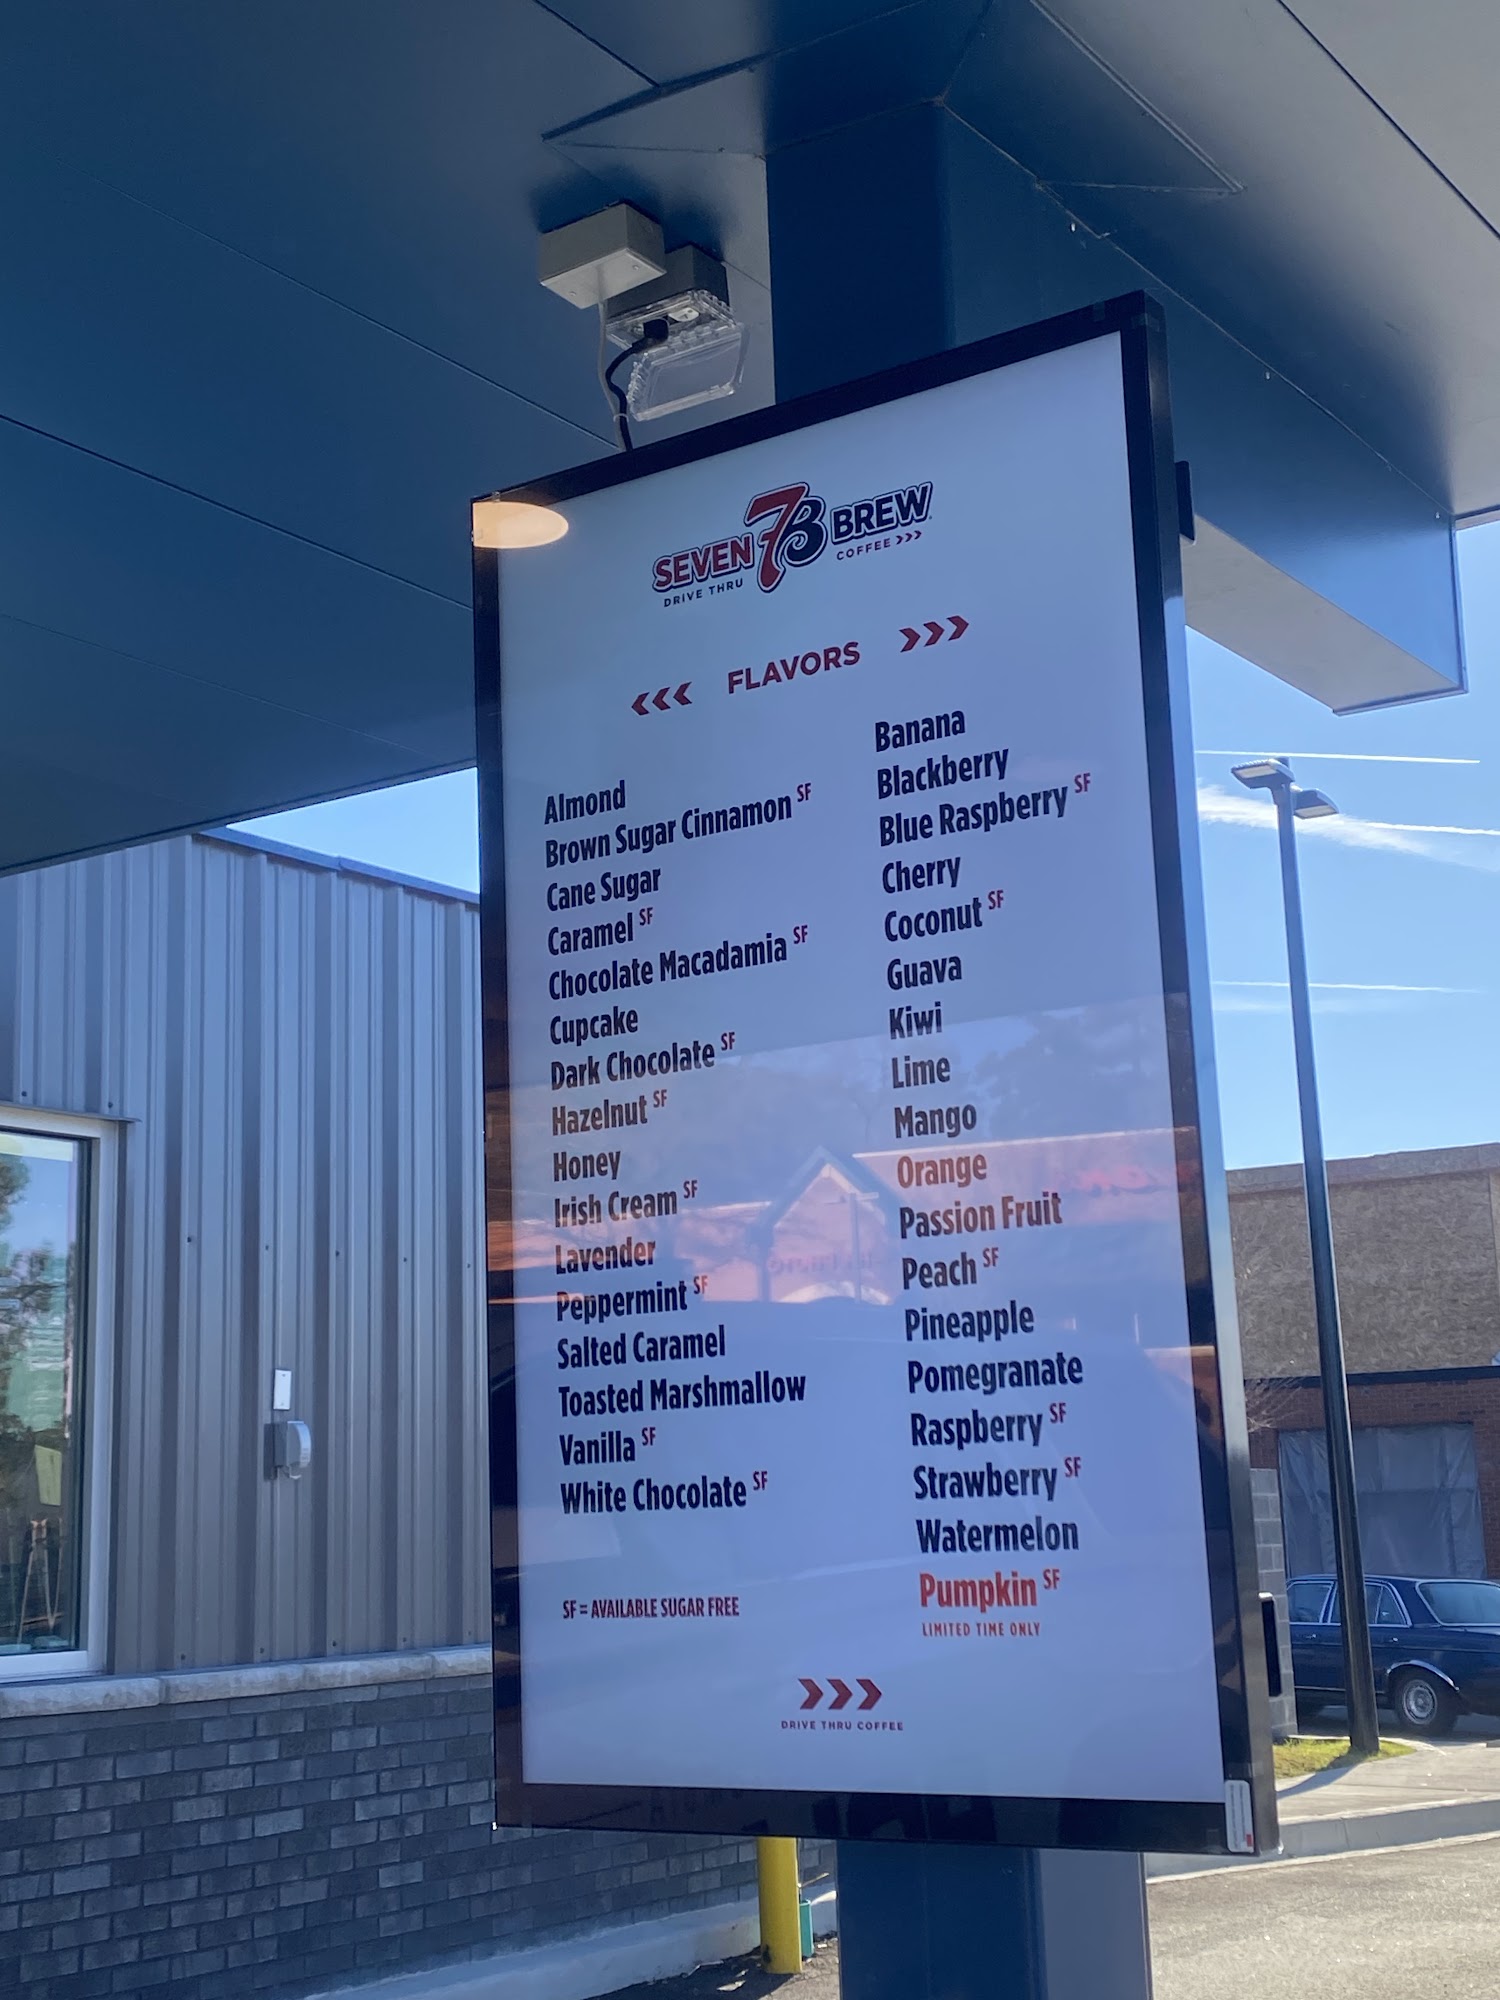 SEVEN 7B BREW
DRIVE THRU COFFEE
FLAVORS
Almond
Brown Sugar Cinnamon SF
Cane Sugar
Caramel SF
Chocolate Macadamia SF
Cupcake
Dark Chocolate SF
Hazelnut SF
Honey
Irish Cream SF
Lavender
Peppermint SF
Salted Caramel
Toasted Marshmallow
Vanilla SF
White Chocolate SF
SF = AVAILABLE SUGAR FREE
Banana
Blackberry
Blue Raspberry SF
Cherry
Coconut SF
Guava
Kiwi
Lime
Mango
Orange
Passion Fruit
Peach SF
Pineapple
Pomegranate
Raspberry SF
Strawberry SF
Watermelon
Pumpkin SF
LIMITED TIME ONLY
DRIVE THRU COFFEE